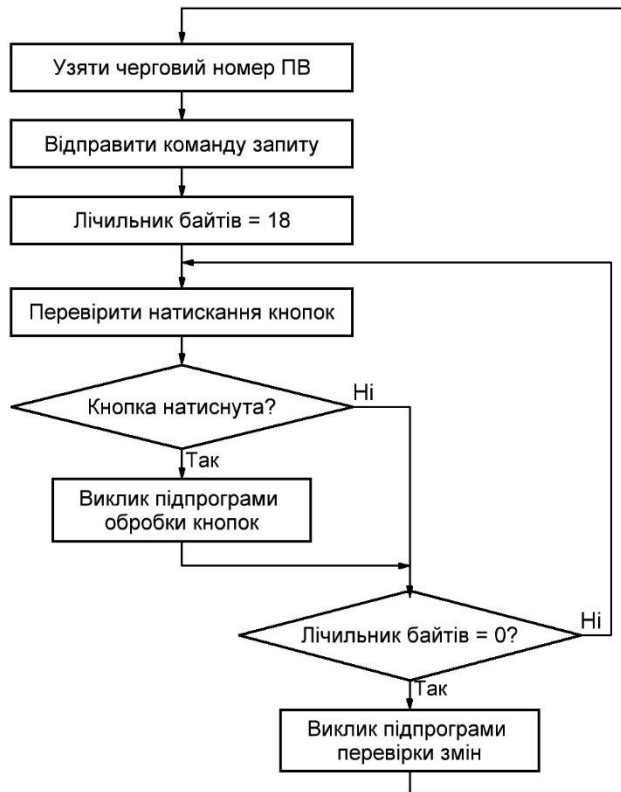 Узяти черговий номер ПВ
Відправити команду запиту
Лічильник байтів = 18
Перевірити натискання кнопок
Кнопка натиснута?
Ні
Так
Виклик підпрограми
обробки кнопок
Лічильник байтів = 0?
Ні
Так
Виклик підпрограми
перевірки змін